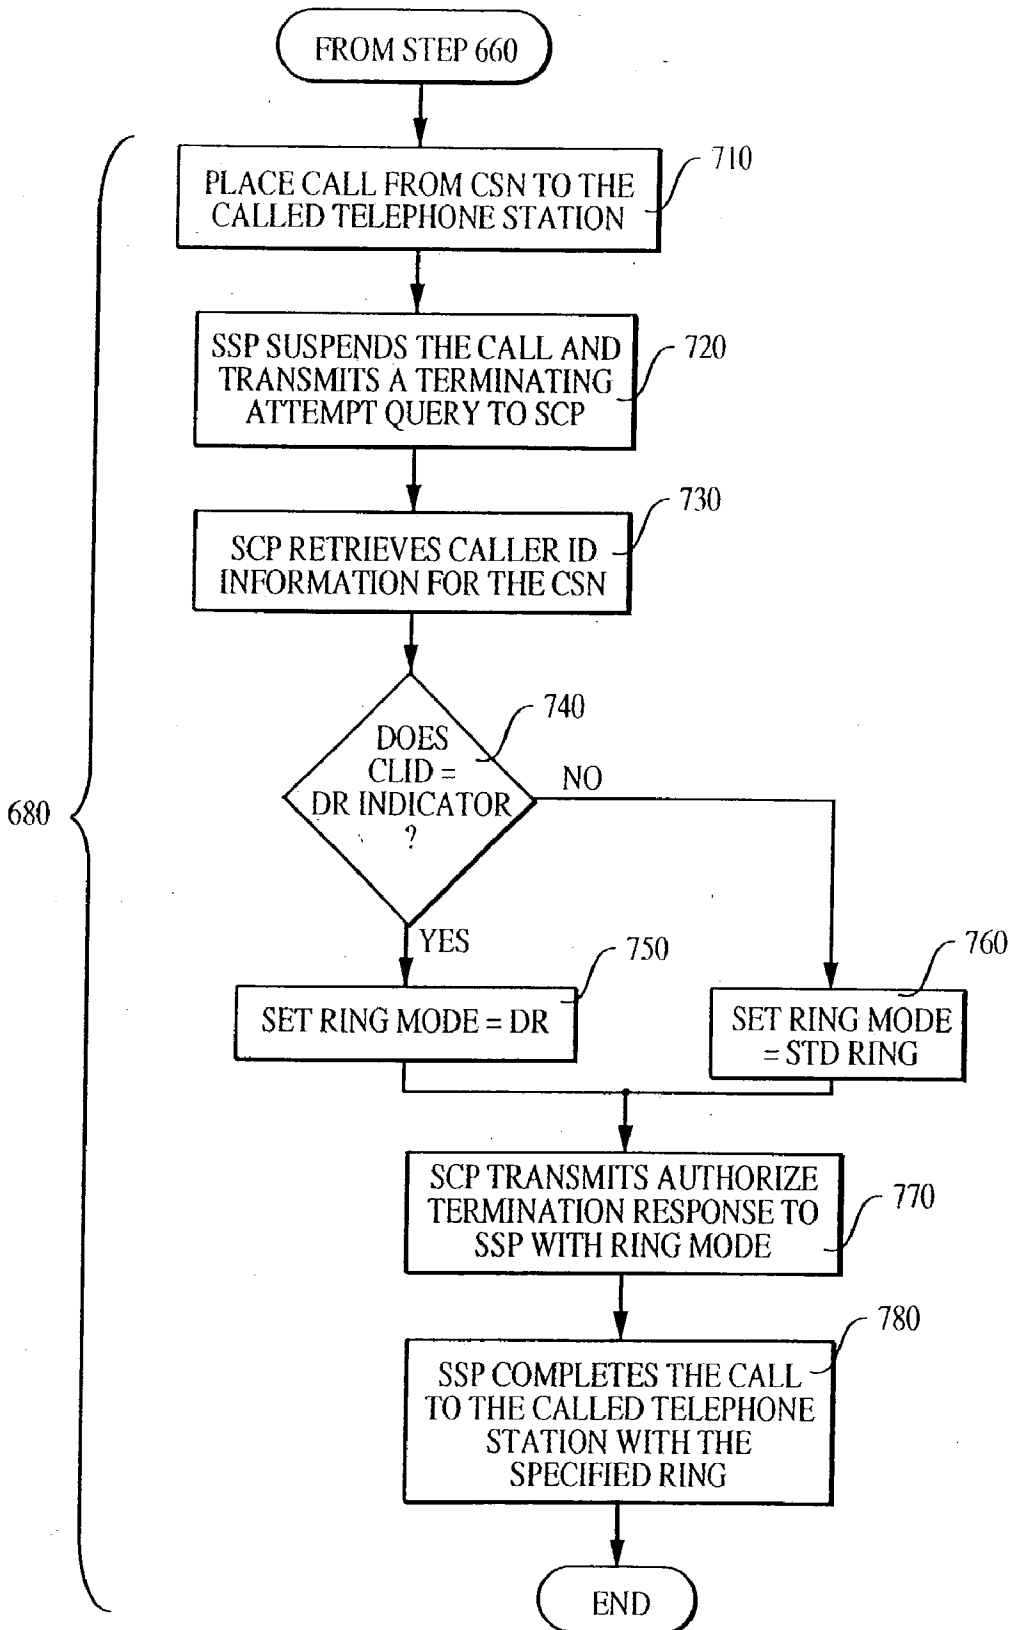 FROM STEP 660
710
PLACE CALL FROM CSN TO THE
CALLED TELEPHONE STATION
720
SSP SUSPENDS THE CALL AND
TRANSMITS A TERMINATING
ATTEMPT QUERY TO SCP
730
SCP RETRIEVES CALLER ID
INFORMATION FOR THE CSN
740
DOES
CLID =
DR INDICATOR
?
NO
680
YES
750
760
SET RING MODE = DR
SET RING MODE
= STD RING
SCP TRANSMITS AUTHORIZE
TERMINATION RESPONSE TO
SSP WITH RING MODE
770
780
SSP COMPLETES THE CALL
TO THE CALLED TELEPHONE
STATION WITH THE
SPECIFIED RING
END